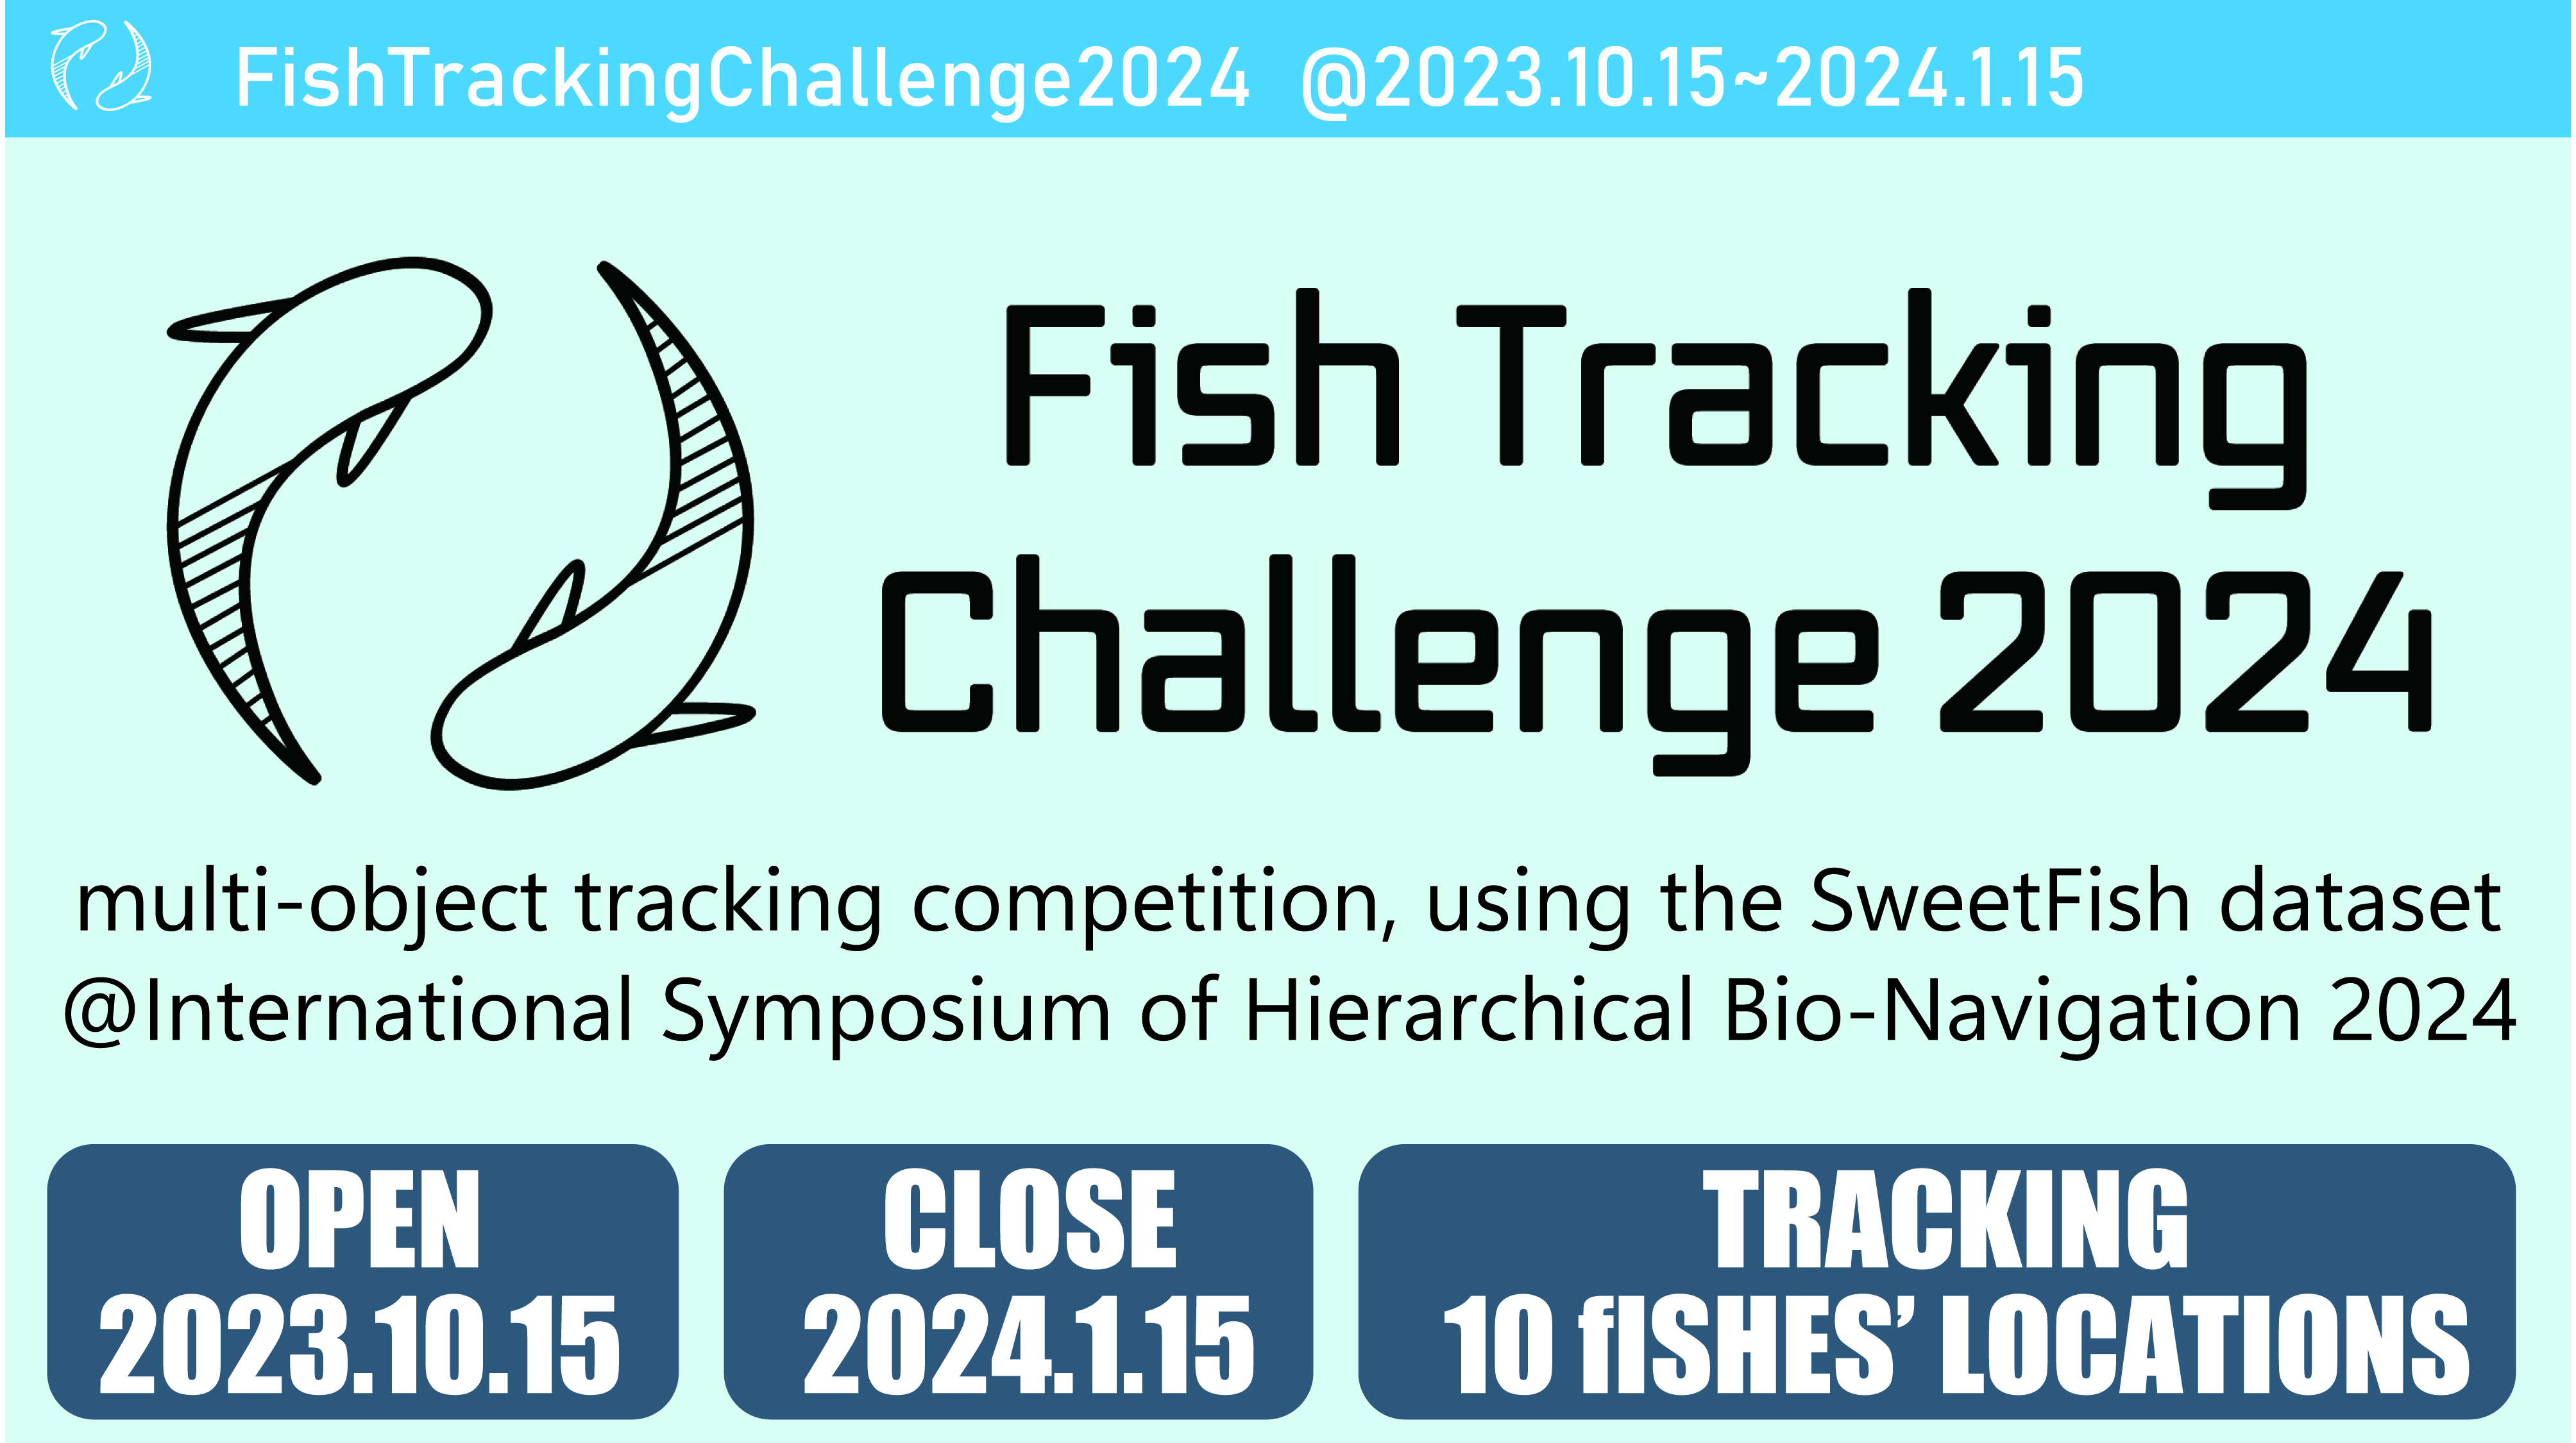 FishTrackingChallenge2024 @2023.10.15~2024.1.15
Fish Tracking
Challenge 2024
multi-object tracking competition, using the SweetFish dataset
@International Symposium of Hierarchical Bio-Navigation 2024
OPEN
2023.10.15
CLOSE
2024.1.15
TRACKING
10 fISHES’ LOCATIONS